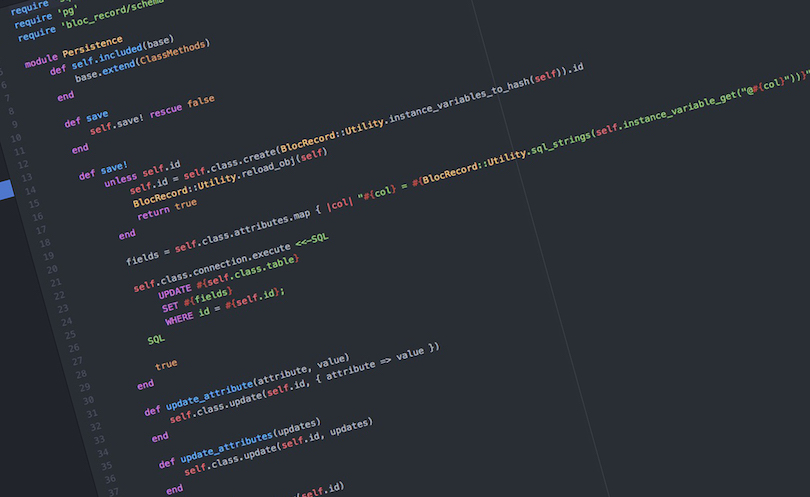 require
require 'pg'
require 'bloc_record/schema
module Persistence
def self.included(base)
base.extend(ClassMethods)
end
def save
self.save! rescue false
end
def save!
unless self.id
self.id = self.class.create(BlocRecord::Utility.instance_variables_to_hash(self)).id
BlocRecord::Utility.reload_obj(self)
return true
end
fields = self.class.attributes.map { |col| "#{col} = #{BlocRecord::Utility.sql_strings(self.instance_variable_get("@#{col}"))}"
self.class.connection.execute <<-SQL
UPDATE #{self.class.table}
SET #{fields}
WHERE id = #{self.id};
SQL
true
end
def update_attribute(attribute, value)
self.class.update(self.id, { attribute => value })
end
def update_attributes(updates)
self.class.update(self.id, updates)
end
(self.id)
5
6
7
8
9
10
11
12
13
14
15
16
17
18
19
20
21
22
23
24
25
26
27
28
29
30
31
32
33
34
35
36
37